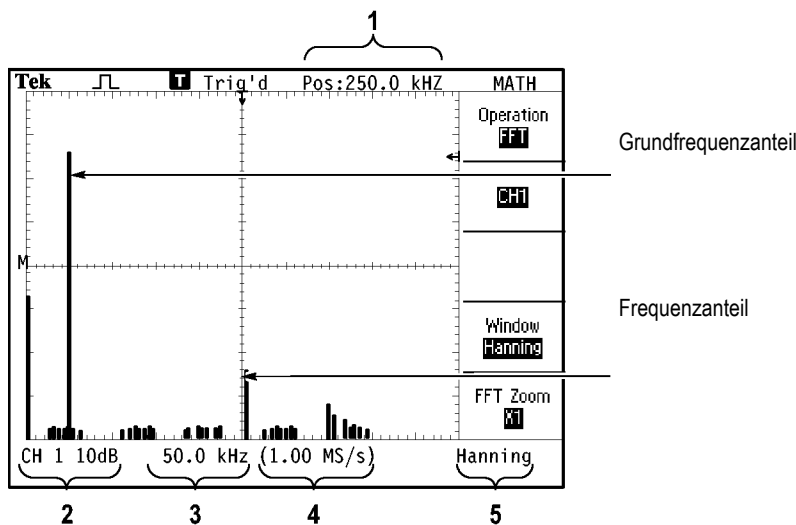 1
Tek T Trig'd Pos:250.0 kHZ MATH
Operation
FFT
Grundfrequenzanteil
CH1
M
Frequenzanteil
Window
Hanning
FFT Zoom
X1
CH 1 10dB 50.0 kHz (1.00 MS/s) Hanning
2 3 4 5